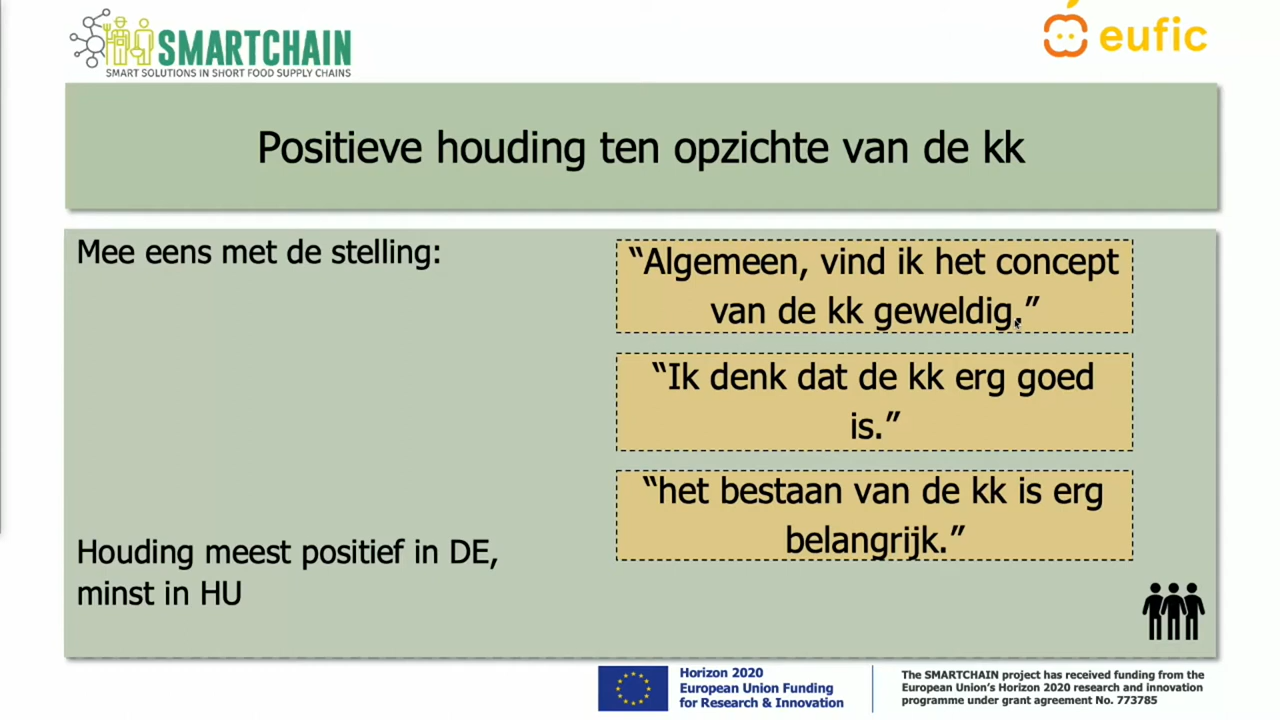 SMARTCHAIN
SMART SOLUTIONS IN SHORT FOOD SUPPLY CHAINS
eufic
Positieve houding ten opzichte van de kk
Mee eens met de stelling:
“Algemeen, vind ik het concept
van de kk geweldig.”
“Ik denk dat de kk erg goed
is.”
“het bestaan van de kk is erg
belangrijk.”
Houding meest positief in DE,
minst in HU
Horizon 2020
European Union Funding
for Research & Innovation
The SMARTCHAIN project has received funding from the
European Union’s Horizon 2020 research and innovation
programme under grant agreement No. 773785